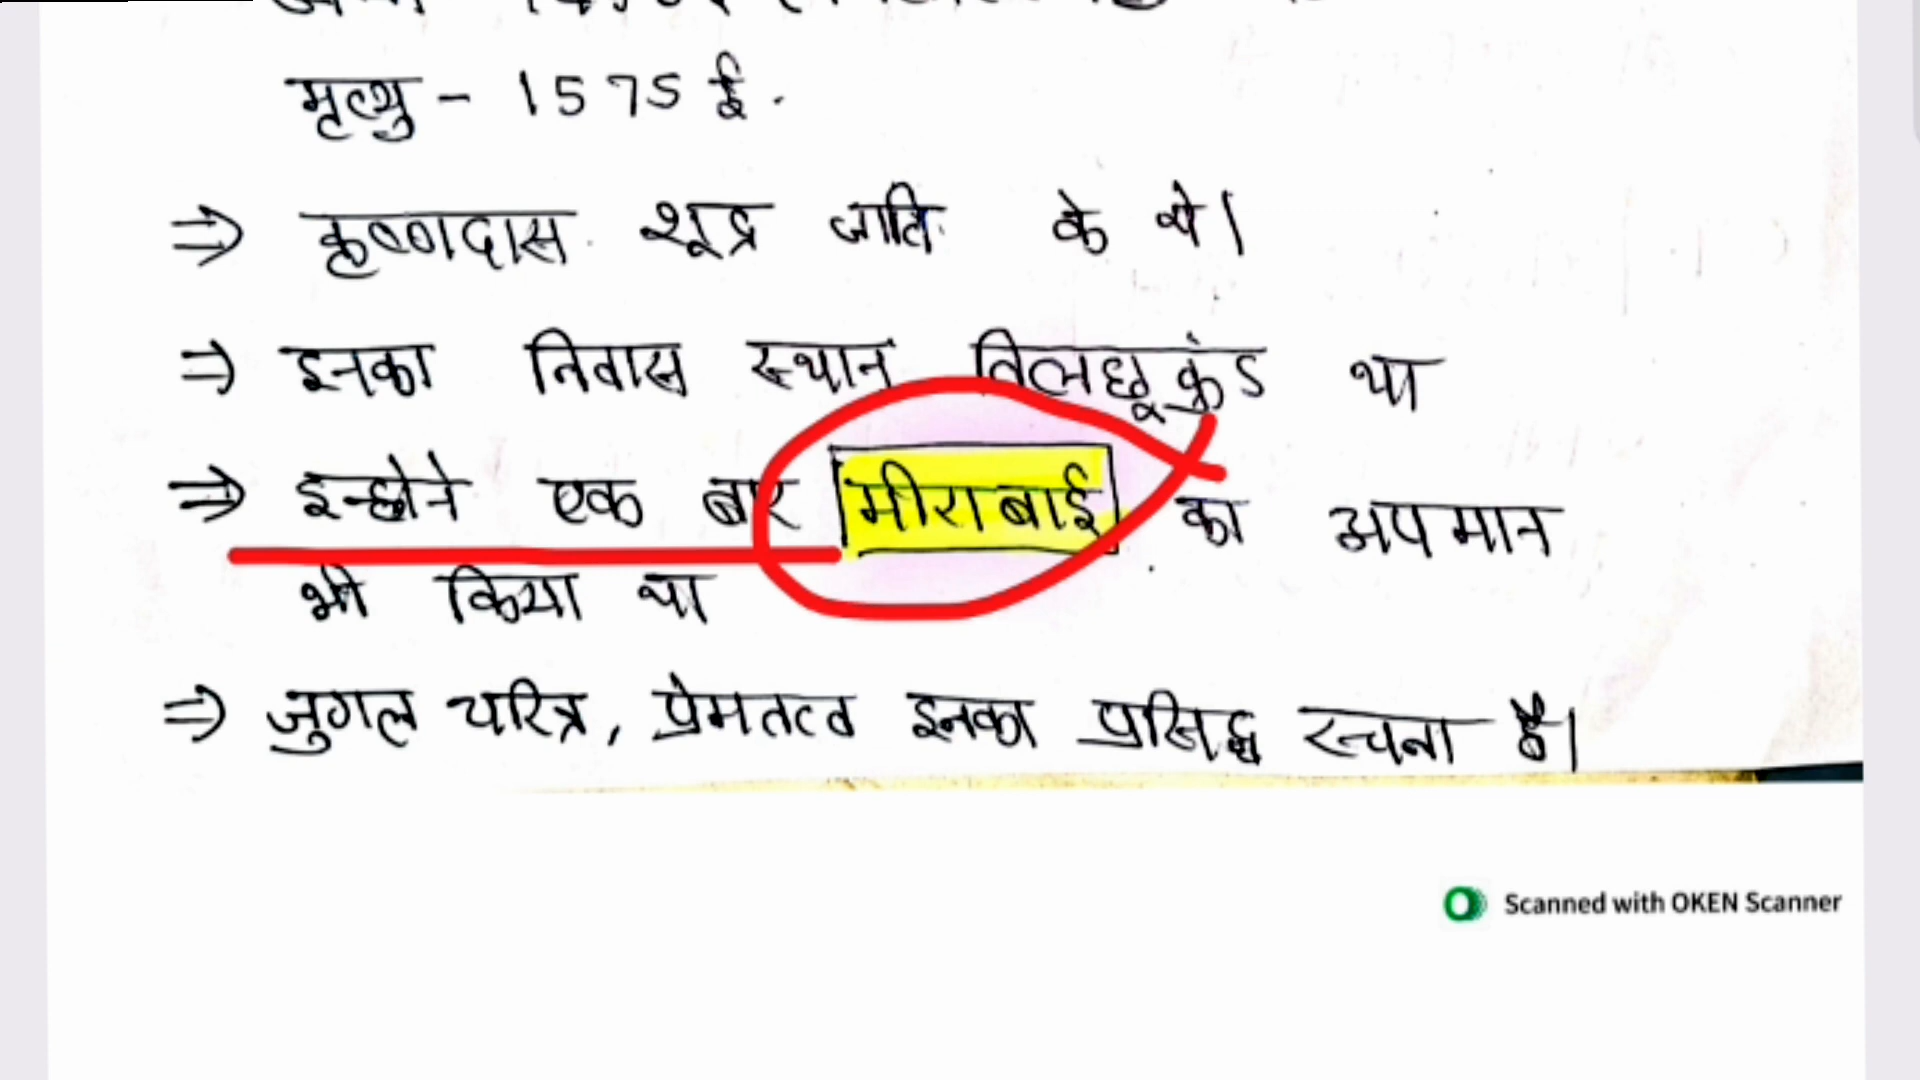 मृत्यु - 1575 ई.
⇒ कृष्णदास शूद्र जाति के थे।
⇒ इनका निवास स्थान विलछूकुंड था
⇒ इन्होने एक बार मीराबाई का अपमान
भी किया था
⇒ जुगल चरित्र, प्रेमतत्व इनका प्रसिद्ध रचना है।
Scanned with OKEN Scanner